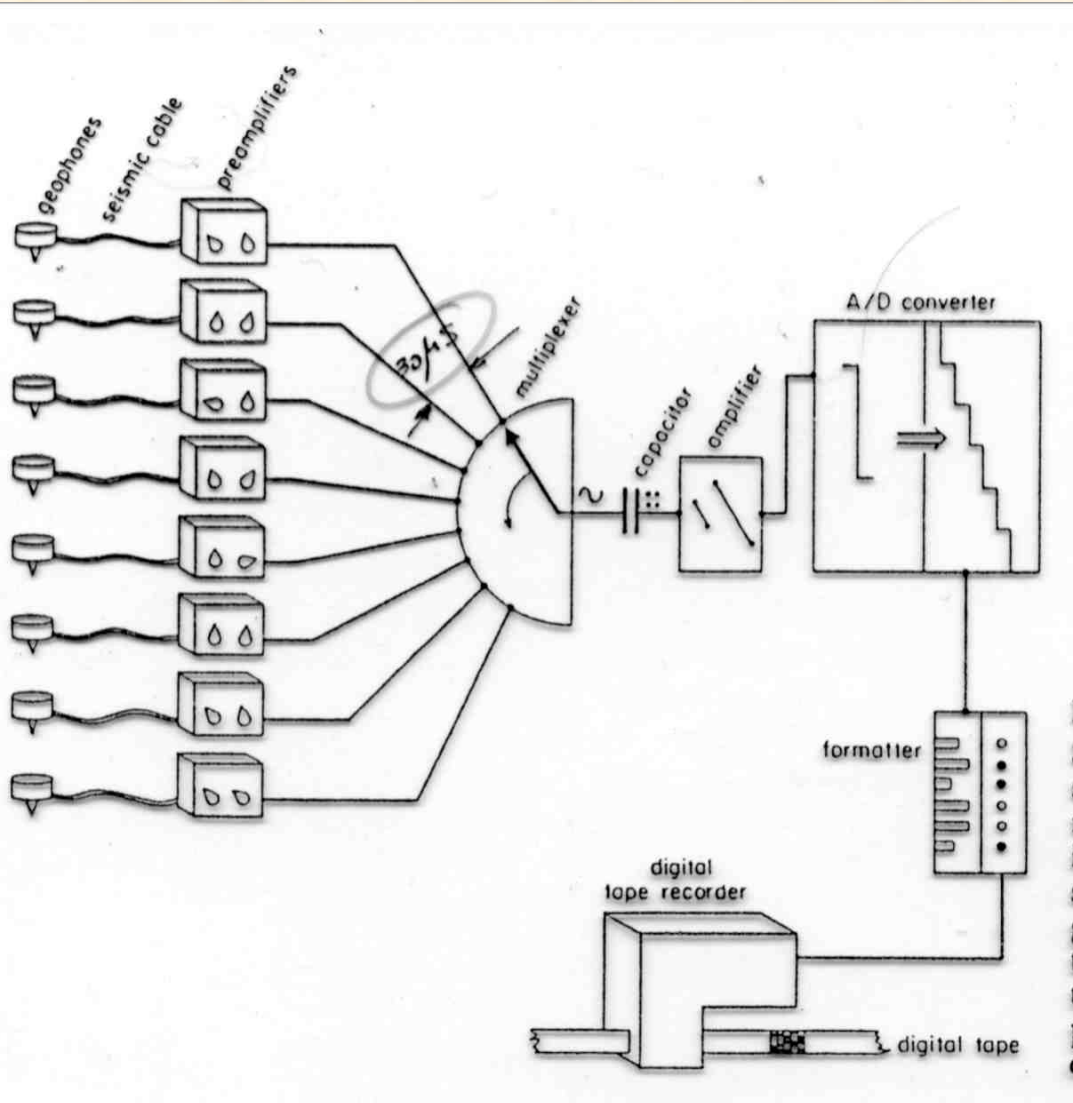 geophones
seismic cable
preamplifiers
30μs
multiplexer
capacitor
amplifier
A/D converter
formatter
digital
tape recorder
digital tape